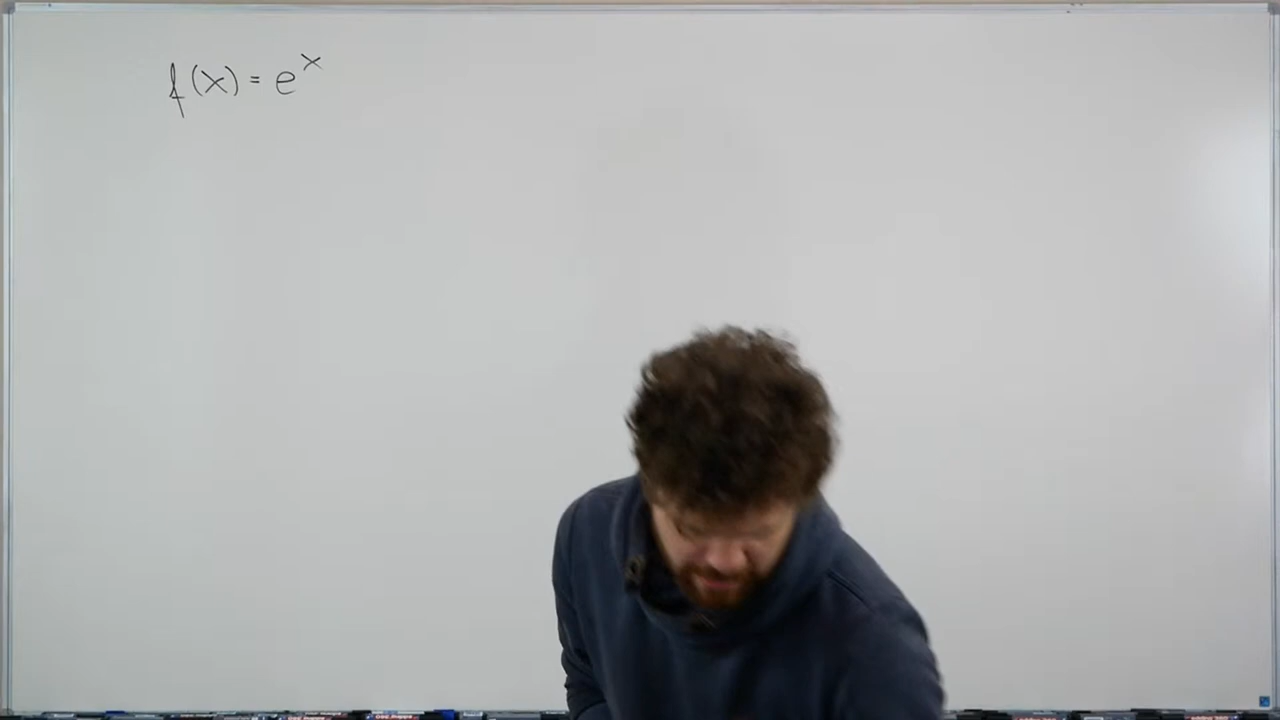 f(x) = e^x